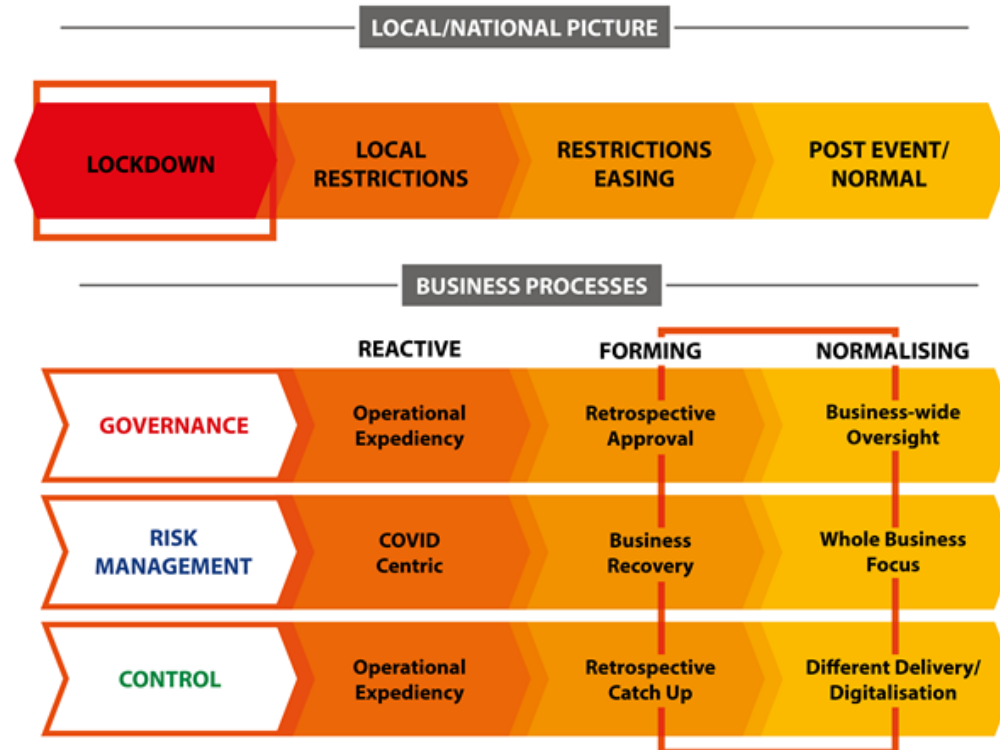 LOCAL/NATIONAL PICTURE
LOCKDOWN
LOCAL
RESTRICTIONS
RESTRICTIONS
EASING
POST EVENT/
NORMAL
BUSINESS PROCESSES
REACTIVE
FORMING
NORMALISING
GOVERNANCE
Operational
Expediency
Retrospective
Approval
Business-wide
Oversight
RISK
MANAGEMENT
COVID
Centric
Business
Recovery
Whole Business
Focus
CONTROL
Operational
Expediency
Retrospective
Catch Up
Different Delivery/
Digitalisation